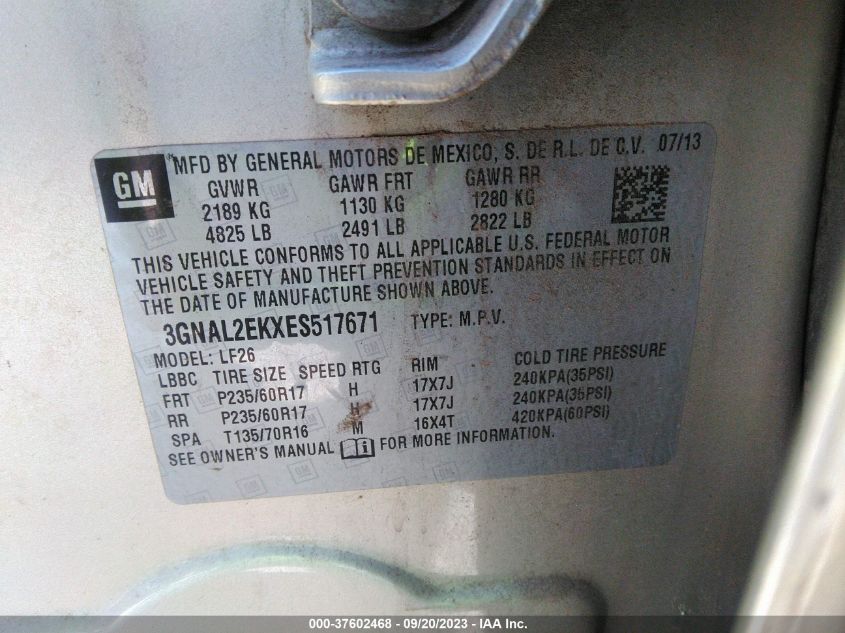 GM
MFD BY GENERAL MOTORS DE MEXICO, S. DE R.L. DE C.V. 07/13
GVWR GAWR FRT GAWR RR
2189 KG 1130 KG 1280 KG
4825 LB 2491 LB 2822 LB
THIS VEHICLE CONFORMS TO ALL APPLICABLE U.S. FEDERAL MOTOR
VEHICLE SAFETY AND THEFT PREVENTION STANDARDS IN EFFECT ON
THE DATE OF MANUFACTURE SHOWN ABOVE.
3GNAL2EKXES517671 TYPE: M.P.V.
MODEL: LF26
LBBC TIRE SIZE SPEED RTG RIM COLD TIRE PRESSURE
FRT P235/60R17 H 17X7J 240KPA(35PSI)
RR P235/60R17 H 17X7J 240KPA(35PSI)
SPA T135/70R16 M 16X4T 420KPA(60PSI)
SEE OWNER'S MANUAL FOR MORE INFORMATION.
000-37602468 - 09/20/2023 - IAA Inc.